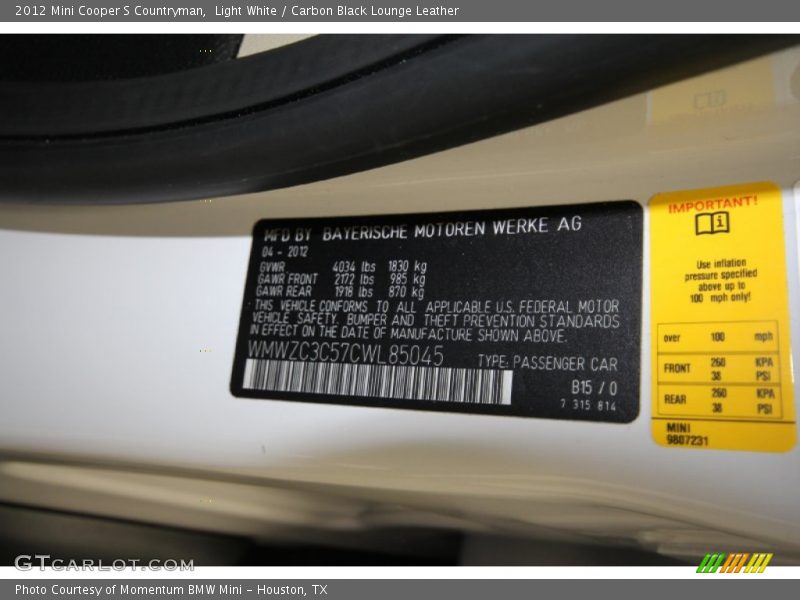 2012 Mini Cooper S Countryman, Light White / Carbon Black Lounge Leather
MFD BY BAYERISCHE MOTOREN WERKE AG
04 - 2012
GVWR 4034 lbs 1830 kg
GAWR FRONT 2172 lbs 985 kg
GAWR REAR 1918 lbs 870 kg
THIS VEHICLE CONFORMS TO ALL APPLICABLE U.S. FEDERAL MOTOR
VEHICLE SAFETY, BUMPER AND THEFT PREVENTION STANDARDS
IN EFFECT ON THE DATE OF MANUFACTURE SHOWN ABOVE.
WMWZC3C57CWL85045 TYPE: PASSENGER CAR
B15 / 0
7 315 814
IMPORTANT!
i
Use inflation
pressure specified
above up to
100 mph only!
over 100 mph
FRONT 260 KPA
38 PSI
REAR 260 KPA
38 PSI
MINI
9807231
GTCARLOT.COM
Photo Courtesy of Momentum BMW Mini - Houston, TX